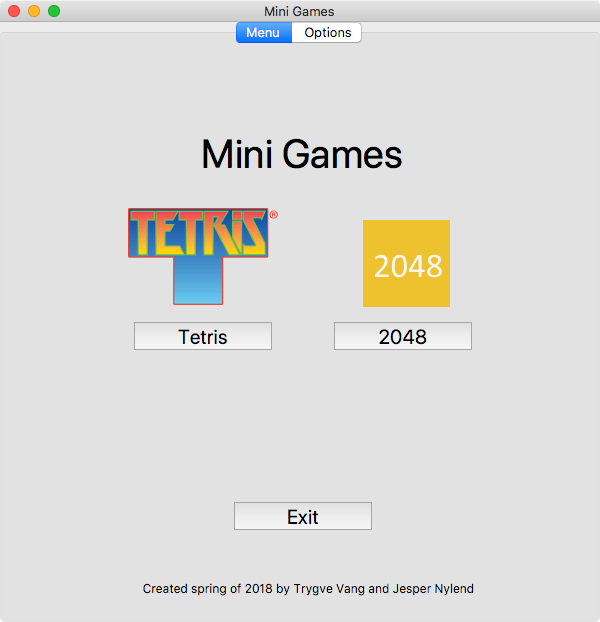 Mini Games
Menu Options
Mini Games
TETRIS®
2048
Tetris
2048
Exit
Created spring of 2018 by Trygve Vang and Jesper Nylend